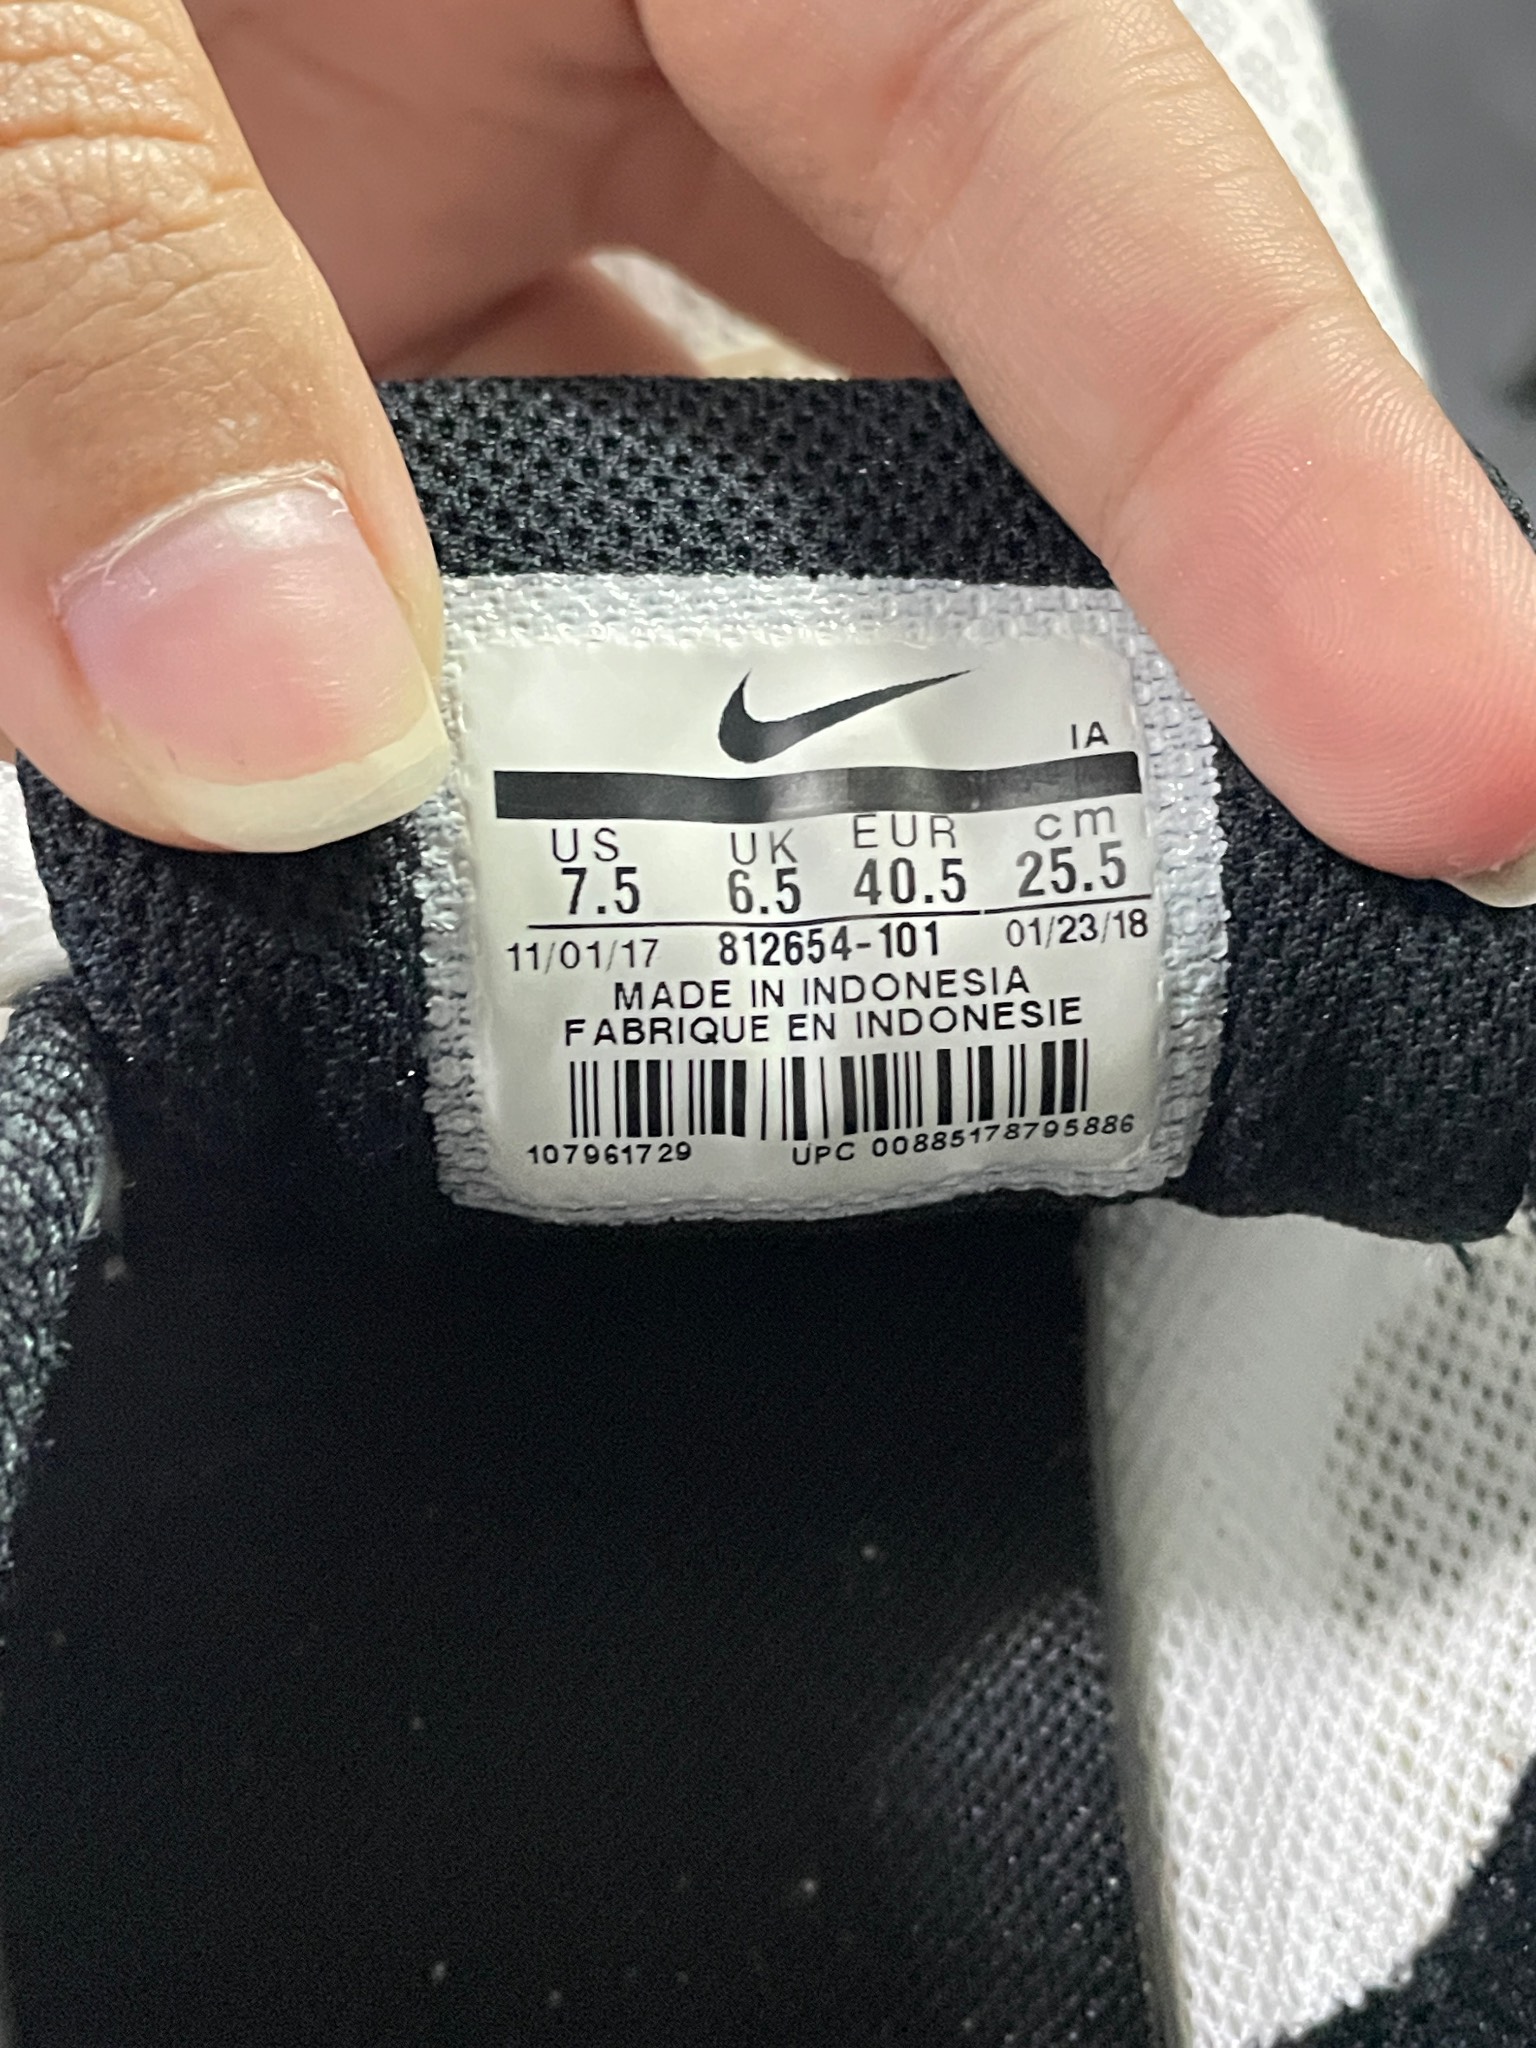 IA
US UK EUR cm
7.5 6.5 40.5 25.5
11/01/17 812654-101 01/23/18
MADE IN INDONESIA
FABRIQUE EN INDONESIE
107961729 UPC 00885178795886